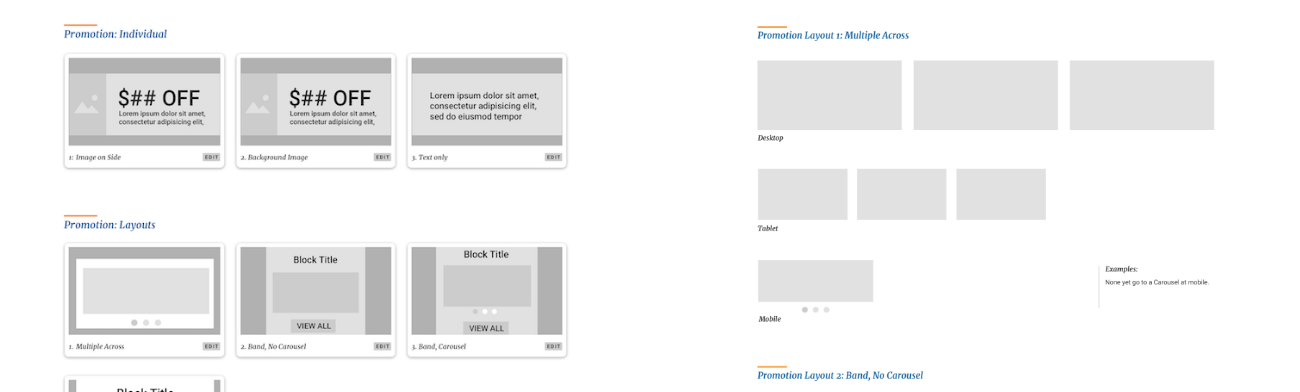 Promotion: Individual
$## OFF
Lorem ipsum dolor sit amet,
consectetur adipisicing elit,
1: Image on Side
EDIT
$## OFF
Lorem ipsum dolor sit amet,
consectetur adipisicing elit,
2. Background Image
EDIT
Lorem ipsum dolor sit amet,
consectetur adipisicing elit,
sed do eiusmod tempor
3. Text only
EDIT
Promotion: Layouts
1. Multiple Across
EDIT
Block Title
VIEW ALL
2. Band, No Carousel
EDIT
Block Title
VIEW ALL
3. Band, Carousel
EDIT
Block Title
Promotion Layout 1: Multiple Across
Desktop
Tablet
Mobile
Examples:
None yet go to a Carousel at mobile.
Promotion Layout 2: Band, No Carousel